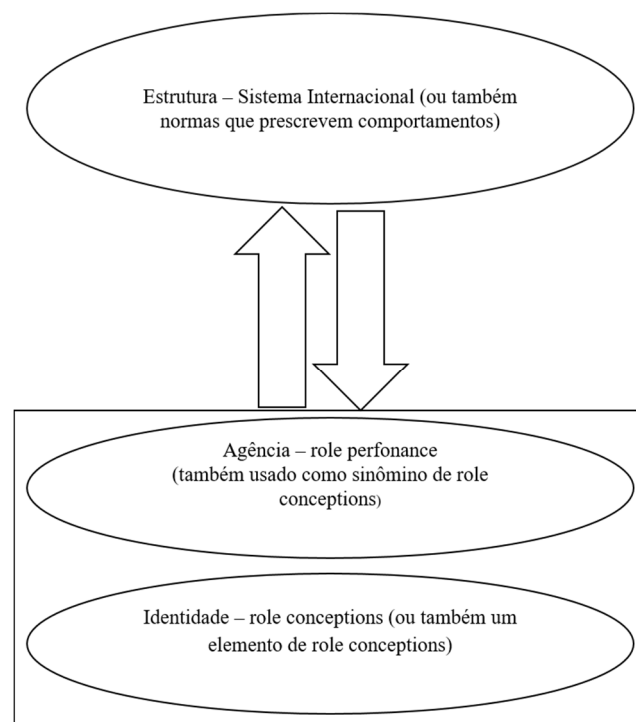 Estrutura – Sistema Internacional (ou também
normas que prescrevem comportamentos)
Agência – role perfonance
(também usado como sinômino de role
conceptions)
Identidade – role conceptions (ou também um
elemento de role conceptions)